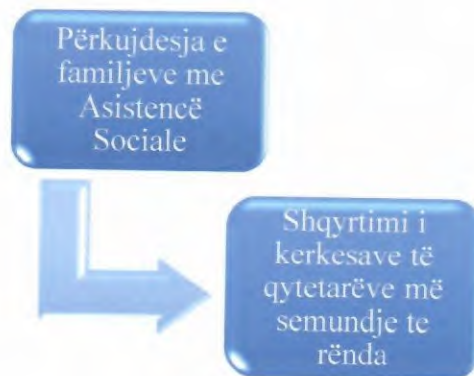 Përkujdesja e
familjeve me
Asistencë
Sociale
Shqyrtimi i
kerkesave të
qytetarëve më
semundje te
rënda